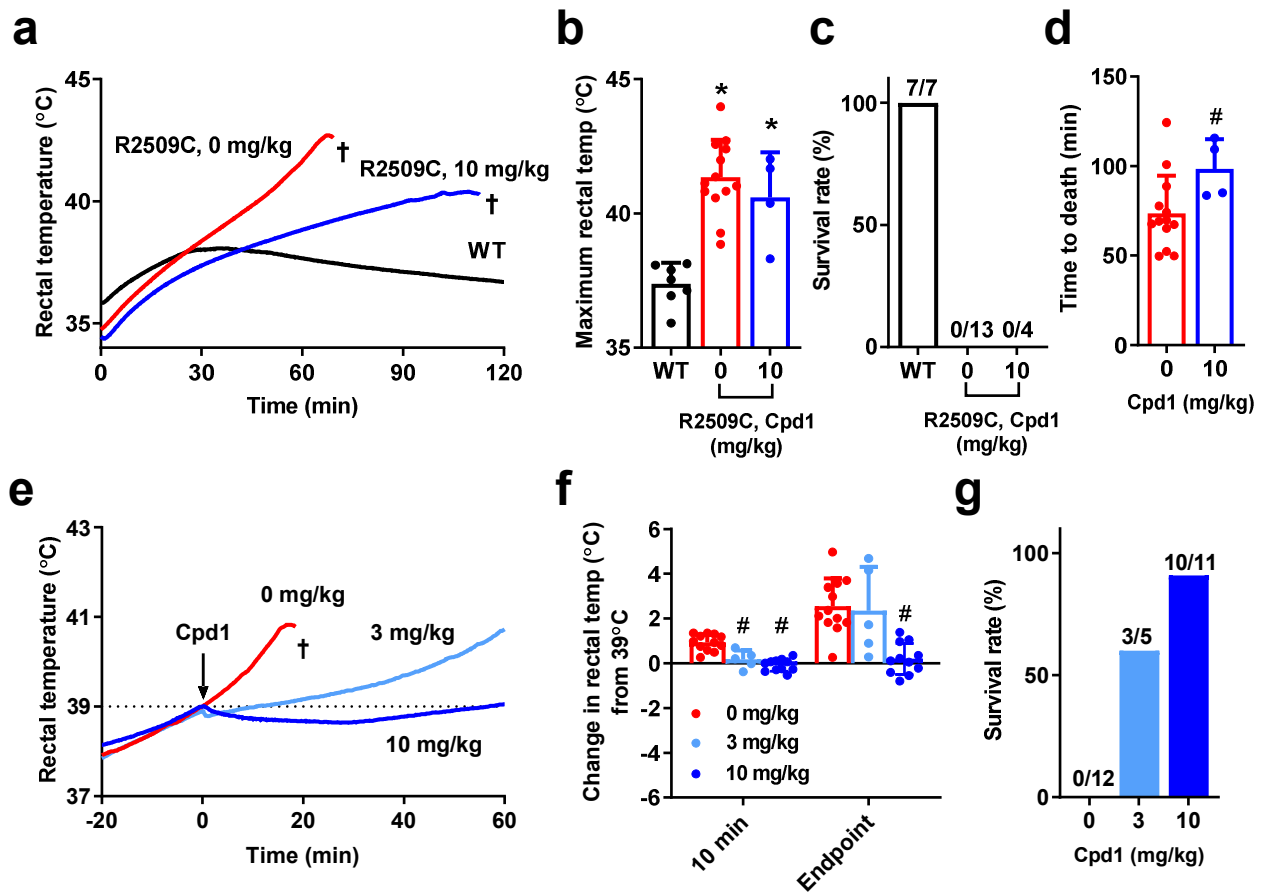 a
Rectal temperature (°C)
45
40
35
0
30
60
90
120
Time (min)
R2509C, 0 mg/kg
†
R2509C, 10 mg/kg
†
WT
b
Maximum rectal temp (°C)
45
40
35
*
*
WT
0
10
R2509C, Cpd1
(mg/kg)
c
Survival rate (%)
100
50
0
7/7
0/13
0/4
WT
0
10
R2509C, Cpd1
(mg/kg)
d
Time to death (min)
150
100
50
0
#
0
10
Cpd1 (mg/kg)
e
Rectal temperature (°C)
43
41
39
37
-20
0
20
40
60
Time (min)
Cpd1
0 mg/kg
†
3 mg/kg
10 mg/kg
f
Change in rectal temp (°C)
from 39°C
6
4
2
0
-2
-4
-6
#
#
#
0 mg/kg
3 mg/kg
10 mg/kg
10 min
Endpoint
g
Survival rate (%)
100
50
0
0/12
3/5
10/11
0
3
10
Cpd1 (mg/kg)